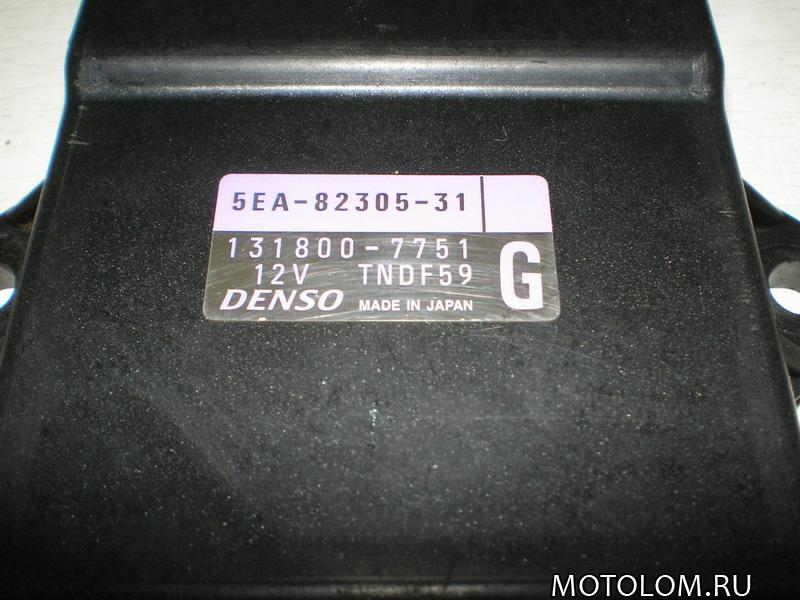 5EA-82305-31
131800-7751
12V TNDF59
G
DENSO MADE IN JAPAN
MOTOLOM.RU